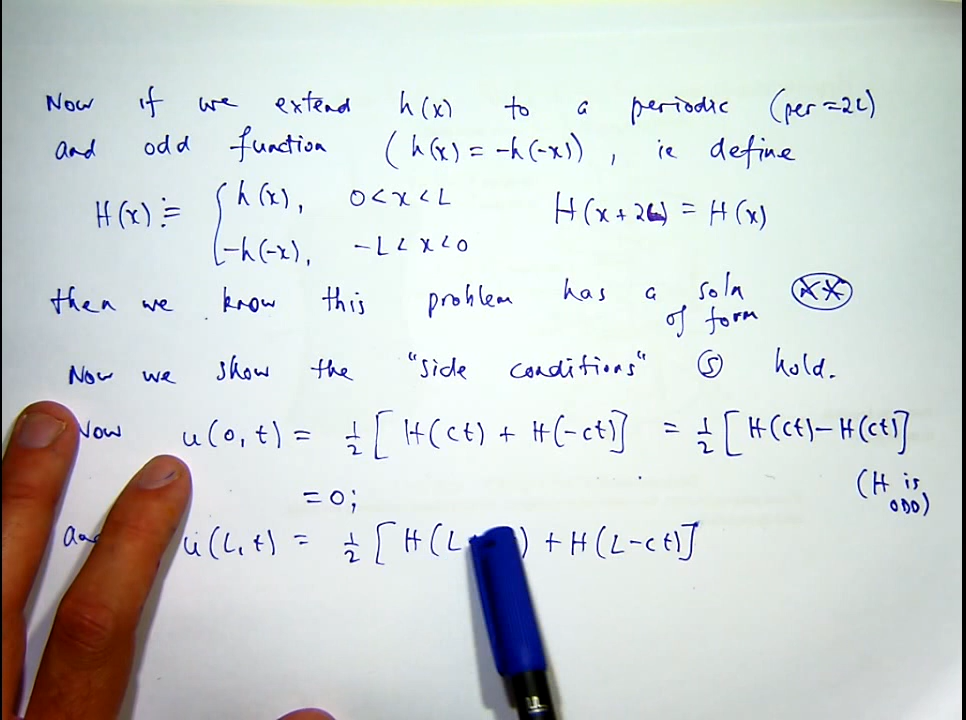 Now if we extend h(x) to a periodic (per=2L)
and odd function (h(x) = -h(-x)), ie define
H(x) := { h(x), 0<x<L H(x+2L) = H(x)
-h(-x), -L<x<0
then we know this problem has a soln **
of form
Now we show the "side conditions" (S) hold.
Now u(0,t) = 1/2 [H(ct) + H(-ct)] = 1/2 [H(ct)-H(ct)]
= 0; (H is
ODD)
u(L,t) = 1/2 [H(L ) + H(L-ct)]